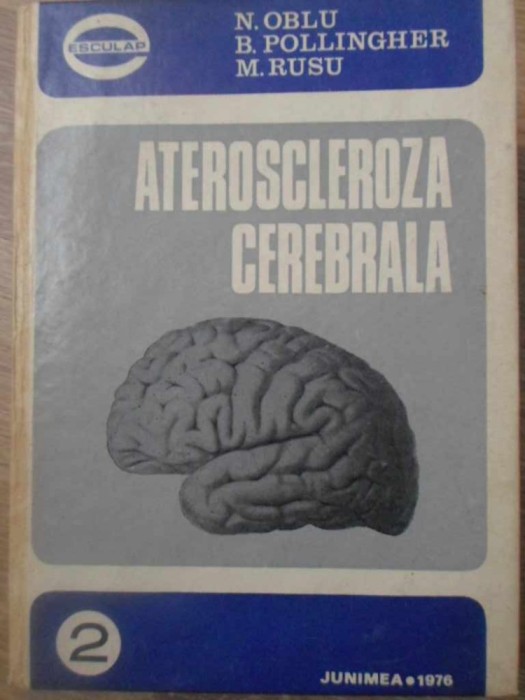 ESCULAP
N. OBLU
B. POLLINGHER
M. RUSU
ATEROSCLEROZA
CEREBRALA
2
JUNIMEA • 1976